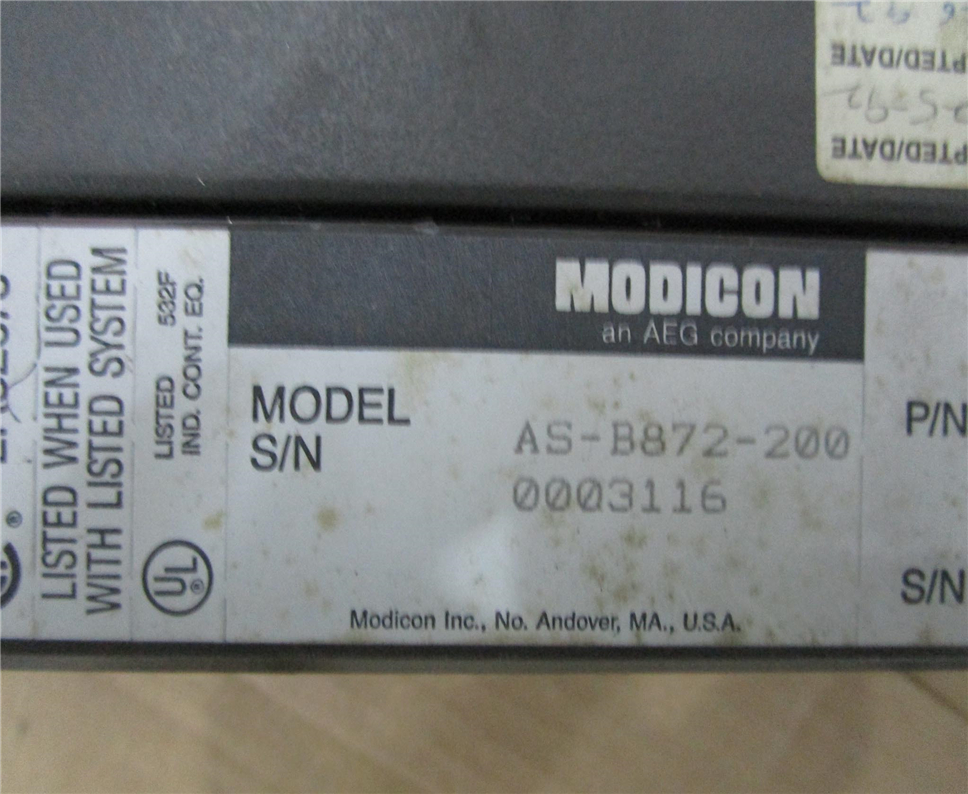 PTED/DATE
PTED/DATE
LISTED WHEN USED
WITH LISTED SYSTEM
LISTED 532F
IND. CONT. EQ.
UL
®
MODICON
an AEG company
MODEL AS-B872-200
S/N 0003116
Modicon Inc., No. Andover, MA., U.S.A.
P/N
S/N